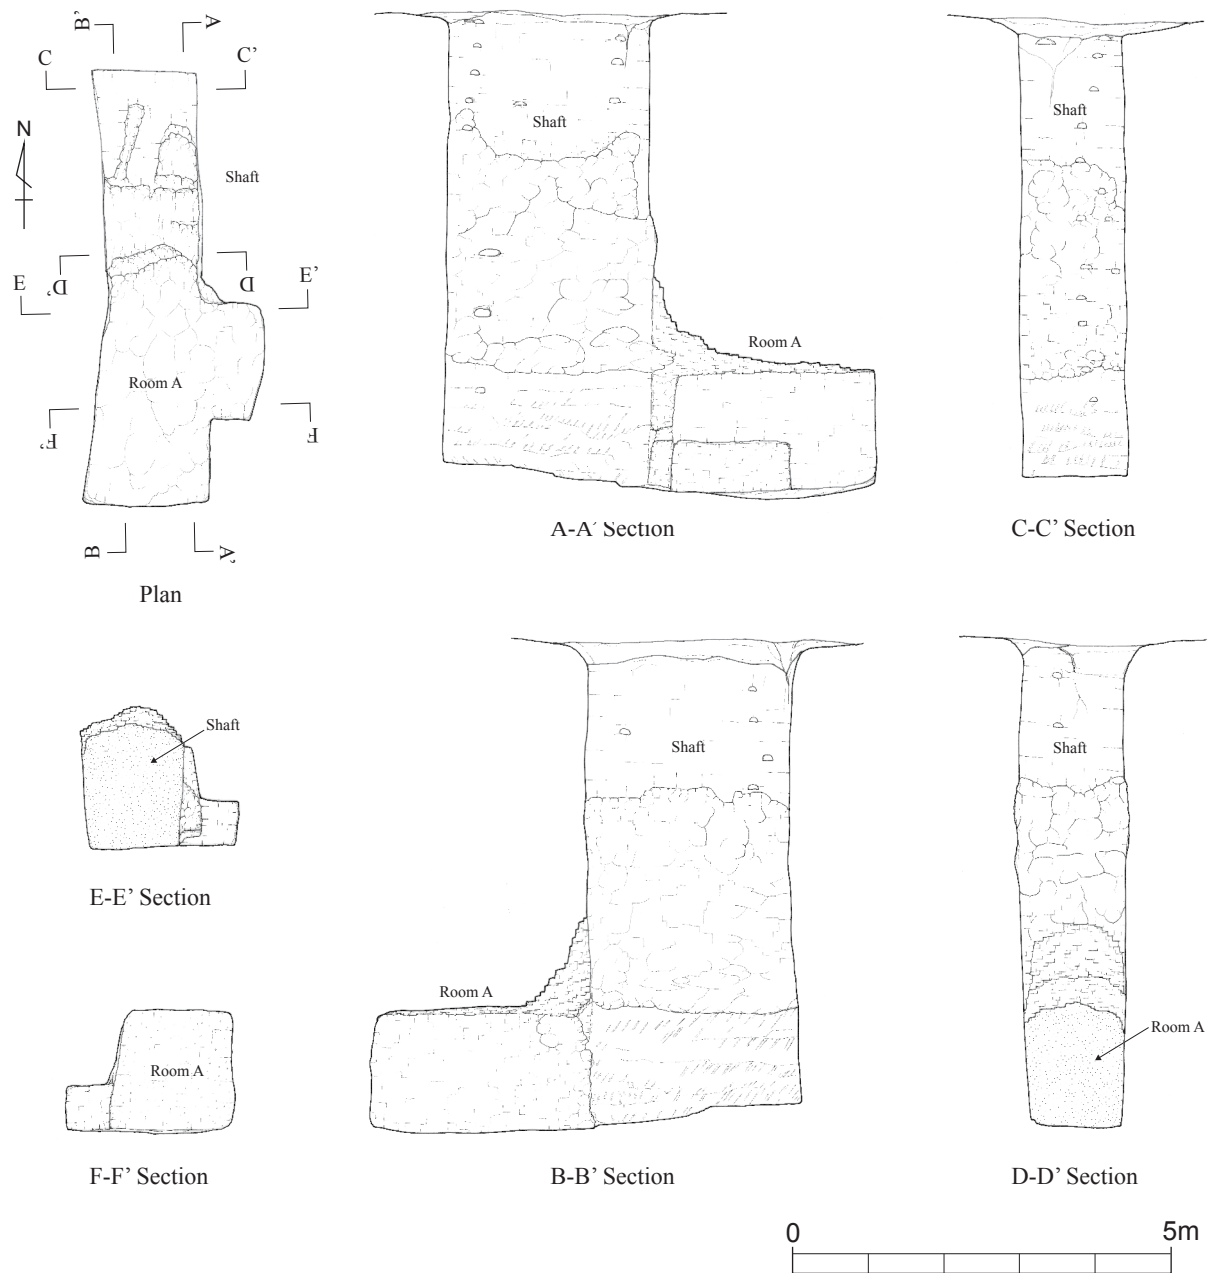 B’
A
C
C’
N
Shaft
E
D’
D
E’
Room A
F’
F
B
A’
Plan
Shaft
Room A
A-A’ Section
Shaft
C-C’ Section
Shaft
E-E’ Section
Room A
F-F’ Section
Shaft
Room A
B-B’ Section
Shaft
Room A
D-D’ Section
0
5m